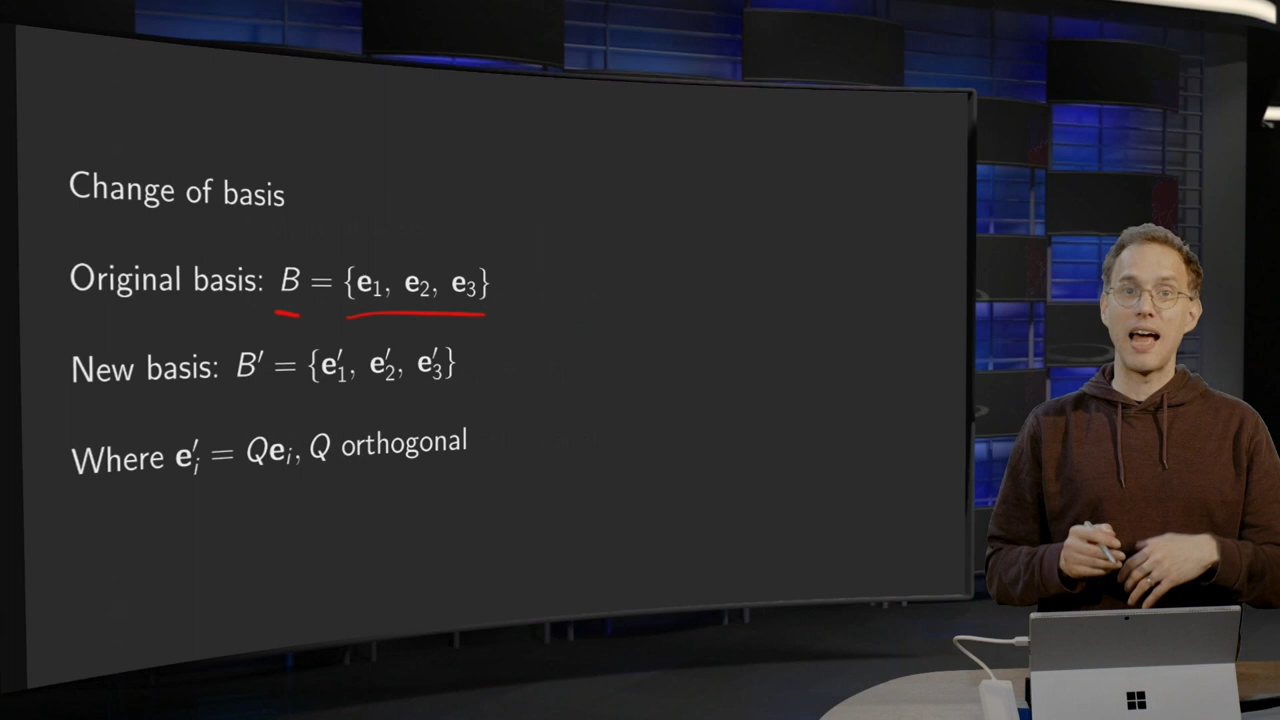 Change of basis
Original basis: B = {e₁, e₂, e₃}
New basis: B′ = {e′₁, e′₂, e′₃}
Where e′ᵢ = Qeᵢ, Q orthogonal